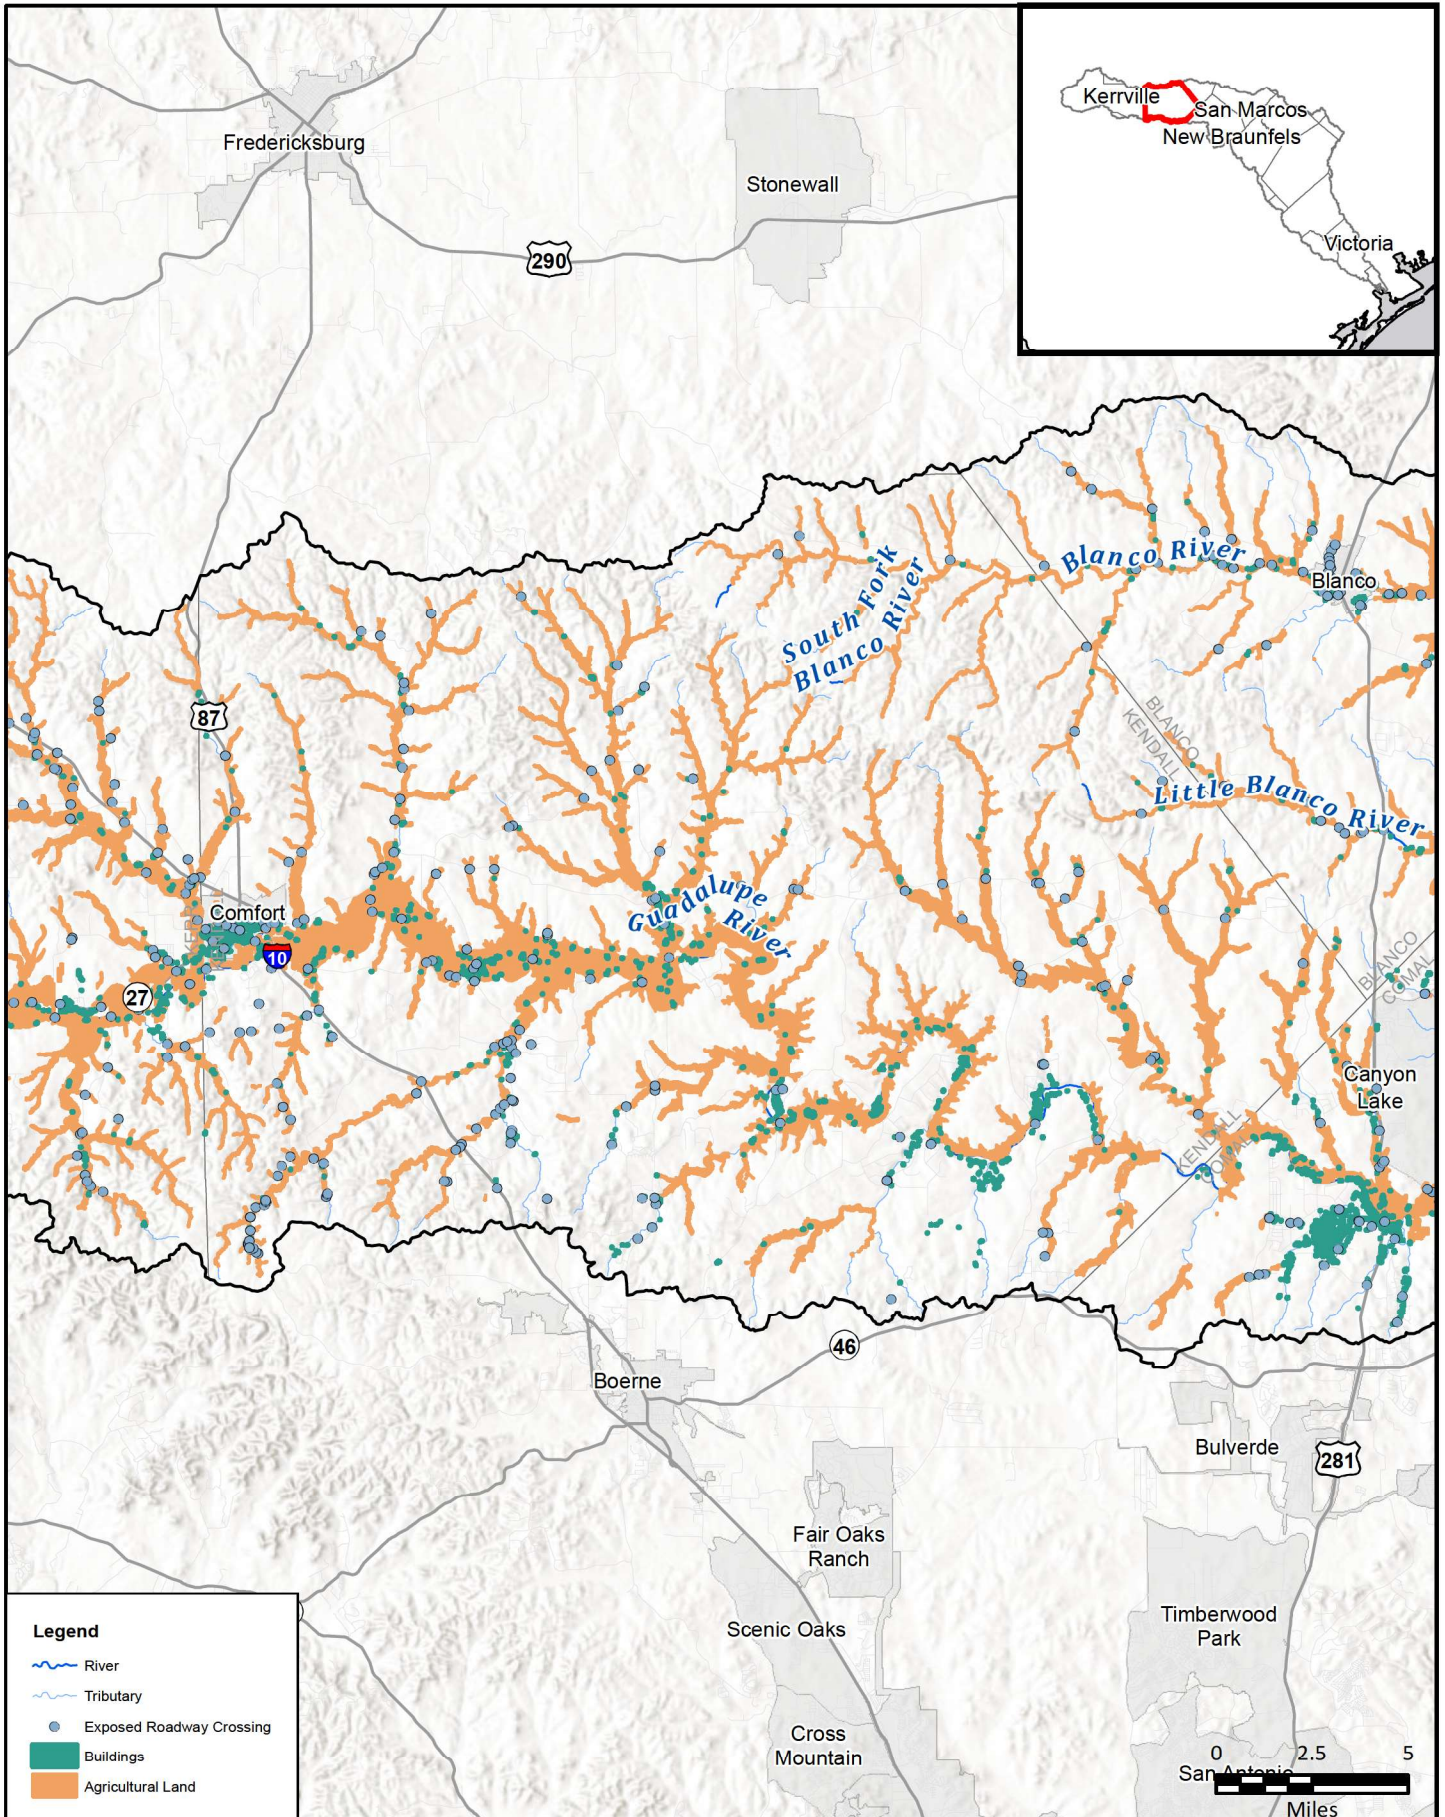 Kerrville
San Marcos
New Braunfels
Victoria
Fredericksburg
Stonewall
290
Blanco River
Blanco
South Fork
Blanco River
87
BLANCO
KENDALL
Little Blanco River
Guadalupe
River
Comfort
10
27
BLANCO
COMAL
Canyon
Lake
KENDALL
COMAL
46
Boerne
Bulverde
281
Fair Oaks
Ranch
Scenic Oaks
Timberwood
Park
Cross
Mountain
San Antonio
Legend
River
Tributary
Exposed Roadway Crossing
Buildings
Agricultural Land
0 2.5 5
Miles